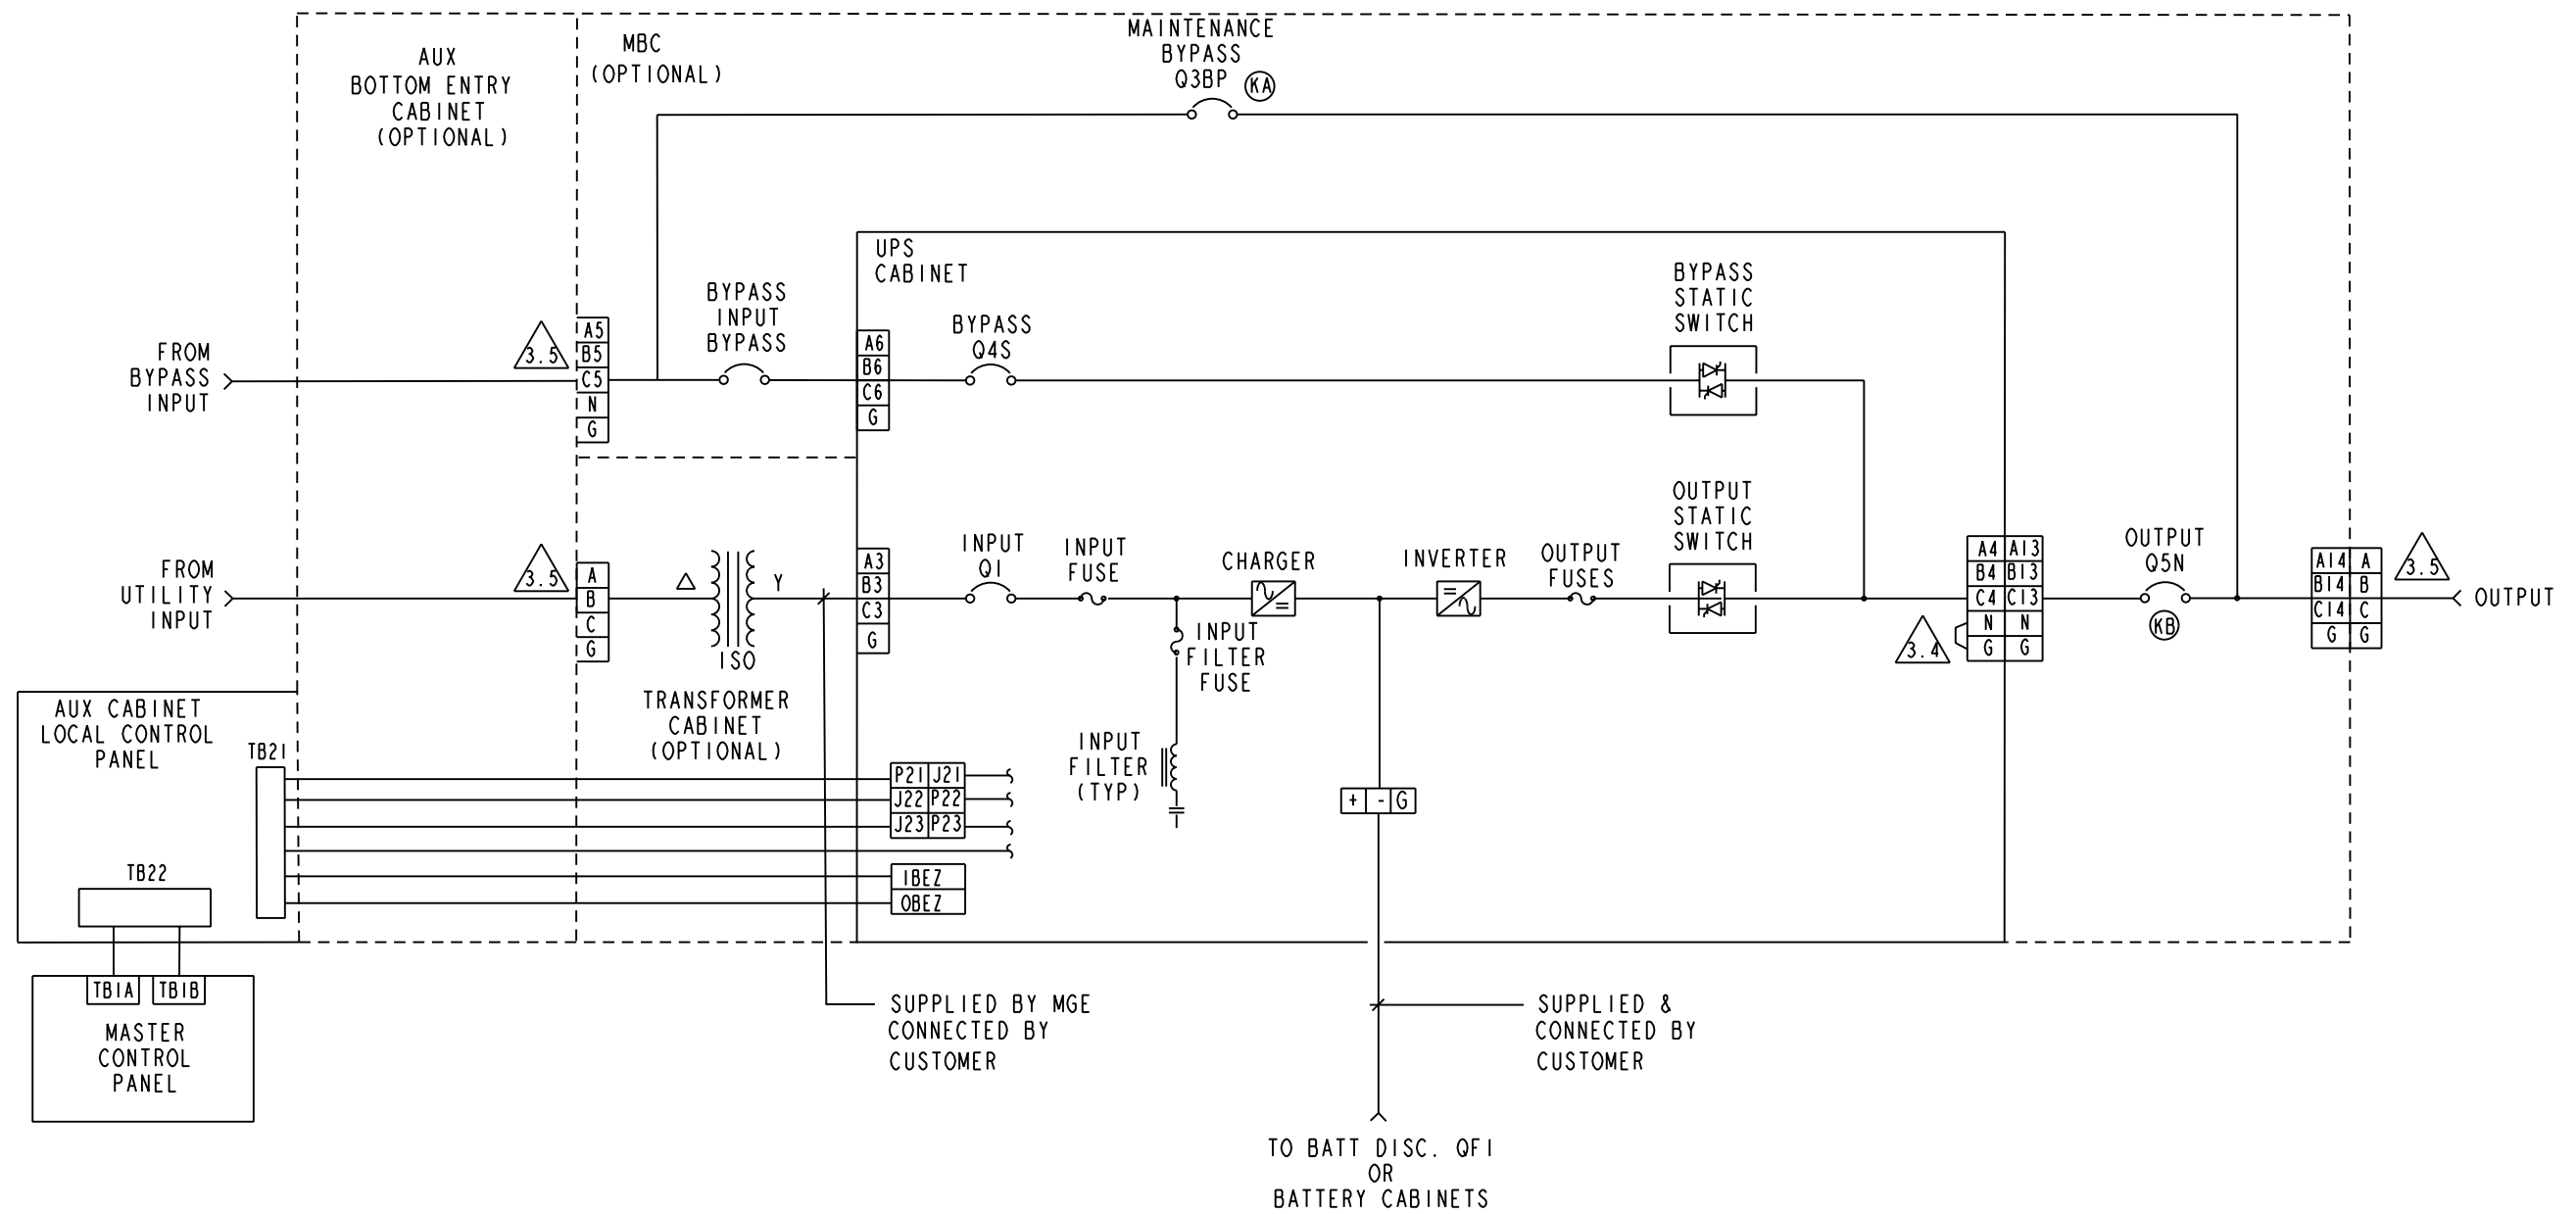 MAINTENANCE
BYPASS
Q3BP
KA
AUX
BOTTOM ENTRY
CABINET
(OPTIONAL)
MBC
(OPTIONAL)
UPS
CABINET
FROM
BYPASS
INPUT
3.5
A5
B5
C5
N
G
BYPASS
INPUT
BYPASS
A6
B6
C6
G
BYPASS
Q4S
BYPASS
STATIC
SWITCH
FROM
UTILITY
INPUT
3.5
A
B
C
G
△
Y
ISO
TRANSFORMER
CABINET
(OPTIONAL)
A3
B3
C3
G
INPUT
Q1
INPUT
FUSE
INPUT
FILTER
FUSE
INPUT
FILTER
(TYP)
CHARGER
INVERTER
OUTPUT
FUSES
OUTPUT
STATIC
SWITCH
3.4
A4 A13
B4 B13
C4 C13
N N
G G
OUTPUT
Q5N
KB
A14 A
B14 B
C14 C
G G
3.5
OUTPUT
AUX CABINET
LOCAL CONTROL
PANEL
TB21
TB22
P21 J21
J22 P22
J23 P23
IBEZ
OBEZ
+ - G
TB1A TB1B
MASTER
CONTROL
PANEL
SUPPLIED BY MGE
CONNECTED BY
CUSTOMER
SUPPLIED &
CONNECTED BY
CUSTOMER
TO BATT DISC. QF1
OR
BATTERY CABINETS